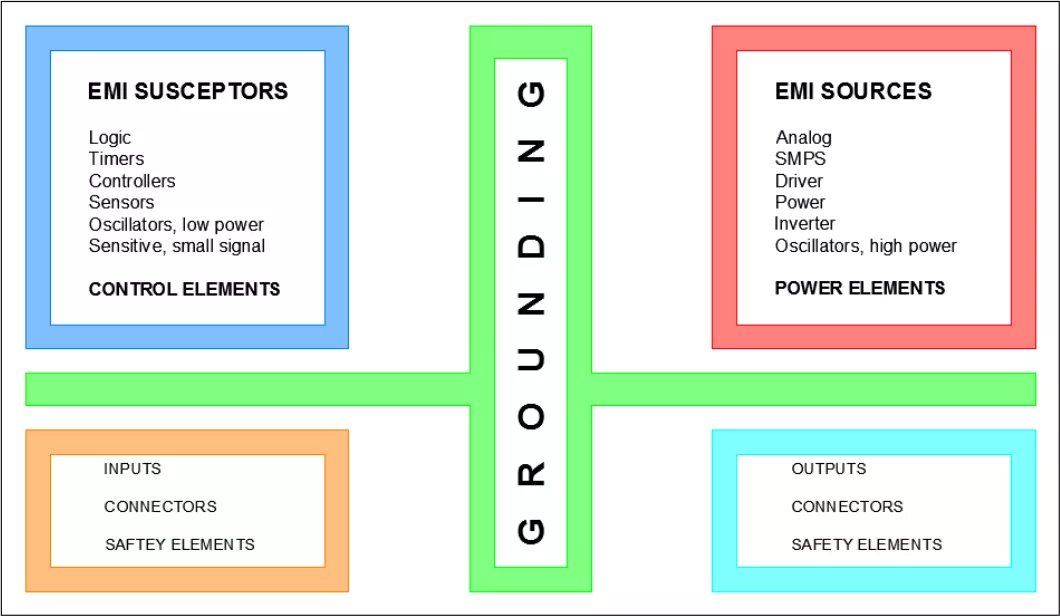 EMI SUSCEPTORS
Logic
Timers
Controllers
Sensors
Oscillators, low power
Sensitive, small signal
CONTROL ELEMENTS
GROUNDING
EMI SOURCES
Analog
SMPS
Driver
Power
Inverter
Oscillators, high power
POWER ELEMENTS
INPUTS
CONNECTORS
SAFTEY ELEMENTS
OUTPUTS
CONNECTORS
SAFETY ELEMENTS